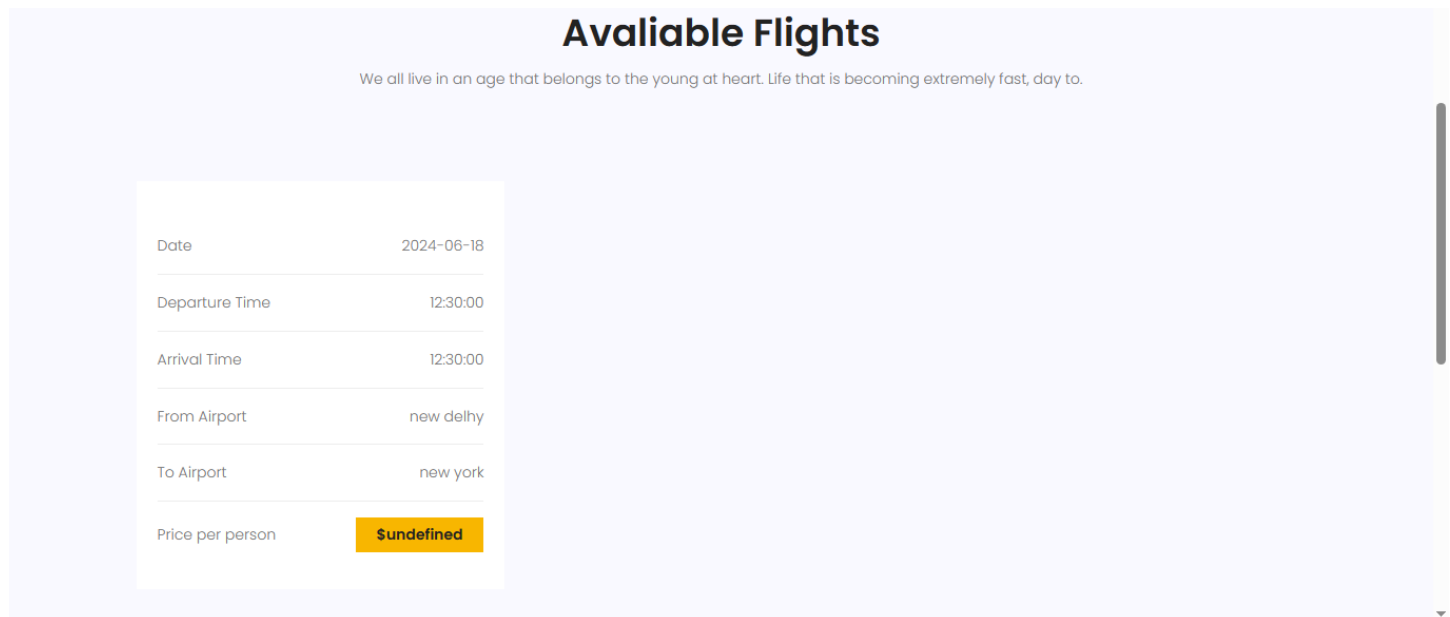 Avaliable Flights
We all live in an age that belongs to the young at heart. Life that is becoming extremely fast, day to.
Date 2024-06-18
Departure Time 12:30:00
Arrival Time 12:30:00
From Airport new delhy
To Airport new york
Price per person $undefined